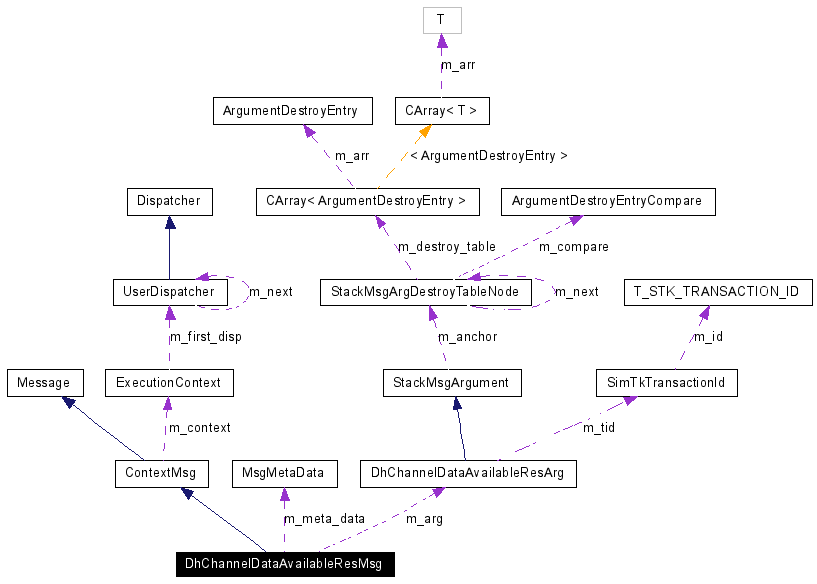 T
m_arr
ArgumentDestroyEntry
CArray< T >
m_arr
< ArgumentDestroyEntry >
Dispatcher
CArray< ArgumentDestroyEntry >
ArgumentDestroyEntryCompare
m_destroy_table
m_compare
UserDispatcher
m_next
StackMsgArgDestroyTableNode
m_next
T_STK_TRANSACTION_ID
m_first_disp
m_anchor
m_id
Message
ExecutionContext
StackMsgArgument
SimTkTransactionId
m_context
m_tid
ContextMsg
MsgMetaData
DhChannelDataAvailableResArg
m_meta_data
m_arg
DhChannelDataAvailableResMsg